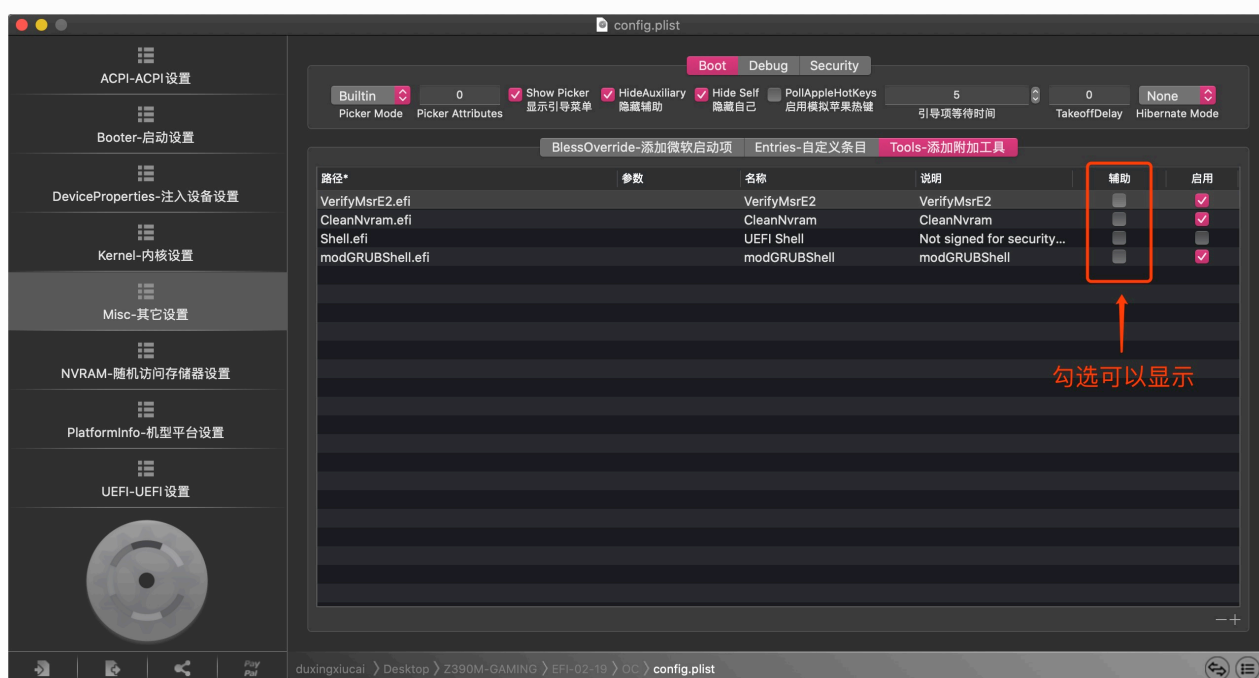 config.plist
ACPI-ACPI设置
Booter-启动设置
DeviceProperties-注入设备设置
Kernel-内核设置
Misc-其它设置
NVRAM-随机访问存储器设置
PlatformInfo-机型平台设置
UEFI-UEFI设置
Pay
Pal
Boot Debug Security
Builtin 0 Show Picker HideAuxiliary Hide Self PollAppleHotKeys 5 0 None
显示引导菜单 隐藏辅助 隐藏自己 启用模拟苹果热键
Picker Mode Picker Attributes 引导项等待时间 TakeoffDelay Hibernate Mode
BlessOverride-添加微软启动项 Entries-自定义条目 Tools-添加附加工具
路径* 参数 名称 说明 辅助 启用
VerifyMsrE2.efi VerifyMsrE2 VerifyMsrE2
CleanNvram.efi CleanNvram CleanNvram
Shell.efi UEFI Shell Not signed for security...
modGRUBShell.efi modGRUBShell modGRUBShell
勾选可以显示
duxingxiucai 〉Desktop 〉Z390M-GAMING 〉EFI-02-19 〉OC 〉config.plist